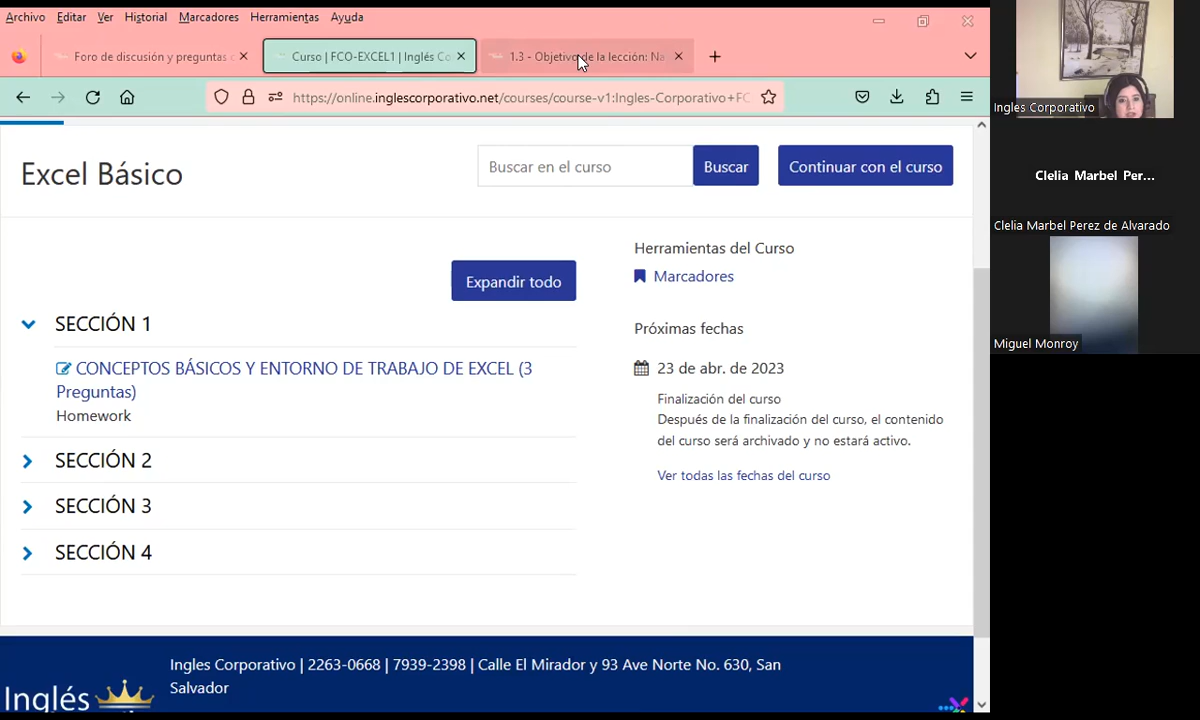 Archivo Editar Ver Historial Marcadores Herramientas Ayuda
Foro de discusión y preguntas c
Curso | FCO-EXCEL1 | Inglés Co
1.3 - Objetivo de la lección: Na
https://online.inglescorporativo.net/courses/course-v1:Ingles-Corporativo+FC
Excel Básico
Buscar en el curso
Buscar
Continuar con el curso
Expandir todo
SECCIÓN 1
CONCEPTOS BÁSICOS Y ENTORNO DE TRABAJO DE EXCEL (3
Preguntas)
Homework
SECCIÓN 2
SECCIÓN 3
SECCIÓN 4
Herramientas del Curso
Marcadores
Próximas fechas
23 de abr. de 2023
Finalización del curso
Después de la finalización del curso, el contenido
del curso será archivado y no estará activo.
Ver todas las fechas del curso
Ingles Corporativo | 2263-0668 | 7939-2398 | Calle El Mirador y 93 Ave Norte No. 630, San
Salvador
Inglés
Ingles Corporativo
Clelia Marbel Per...
Clelia Marbel Perez de Alvarado
Miguel Monroy